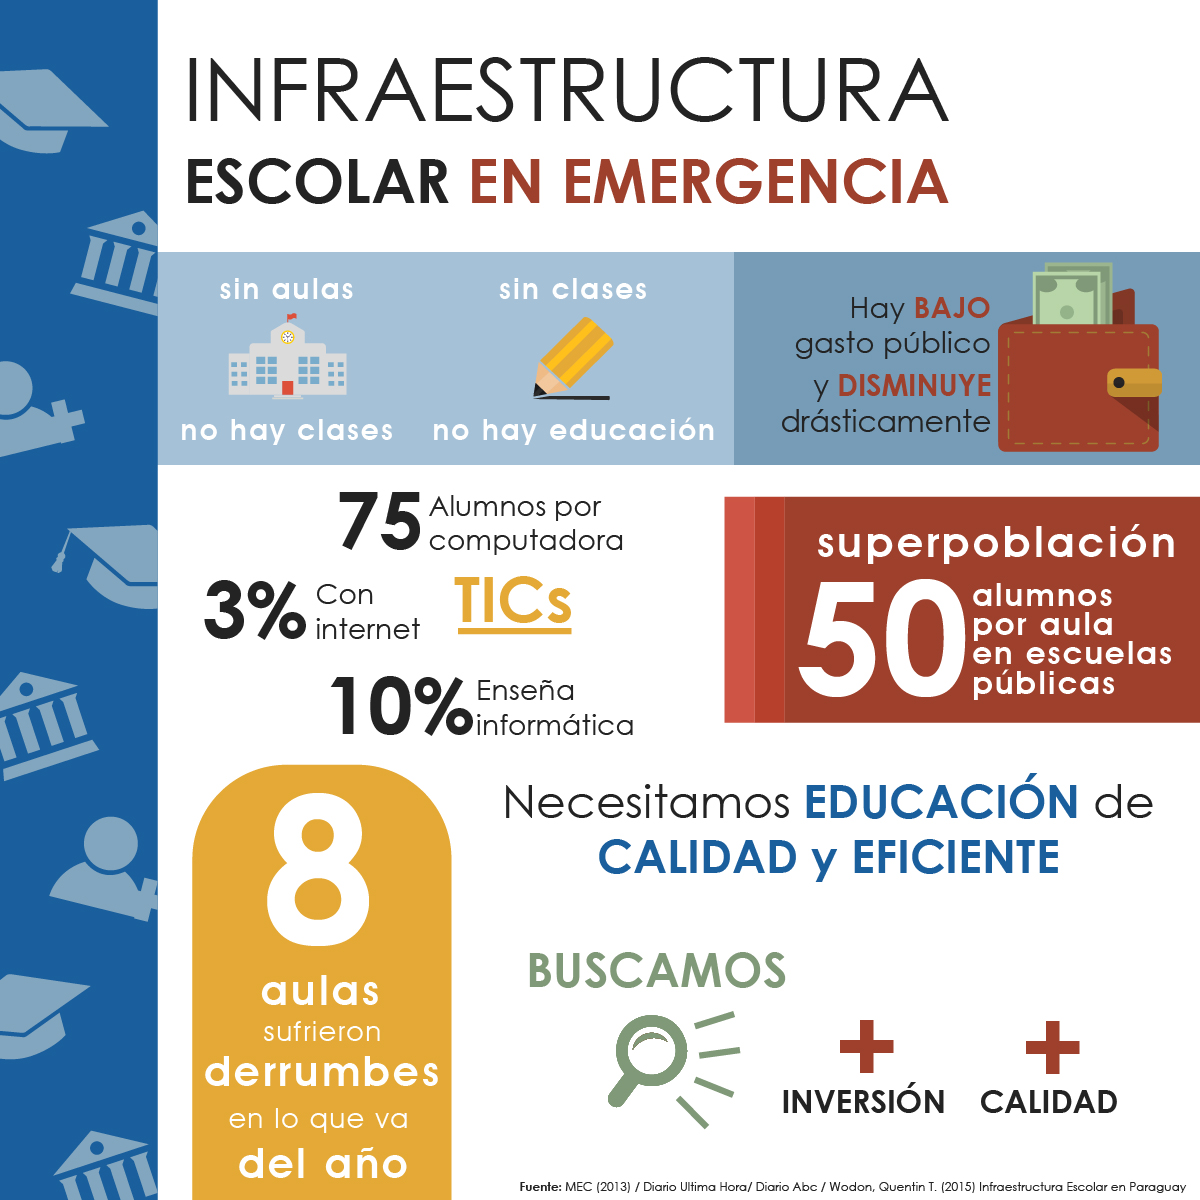 INFRAESTRUCTURA
ESCOLAR EN EMERGENCIA
sin aulas
no hay clases
sin clases
no hay educación
Hay BAJO
gasto público
y DISMINUYE
drásticamente
75 Alumnos por
computadora
3% Con
internet
TICs
10% Enseña
informática
superpoblación
50 alumnos
por aula
en escuelas
públicas
8
aulas
sufrieron
derrumbes
en lo que va
del año
Necesitamos EDUCACIÓN de
CALIDAD y EFICIENTE
BUSCAMOS
+
INVERSIÓN
+
CALIDAD
Fuente: MEC (2013) / Diario Ultima Hora/ Diario Abc / Wodon, Quentin T. (2015) Infraestructura Escolar en Paraguay